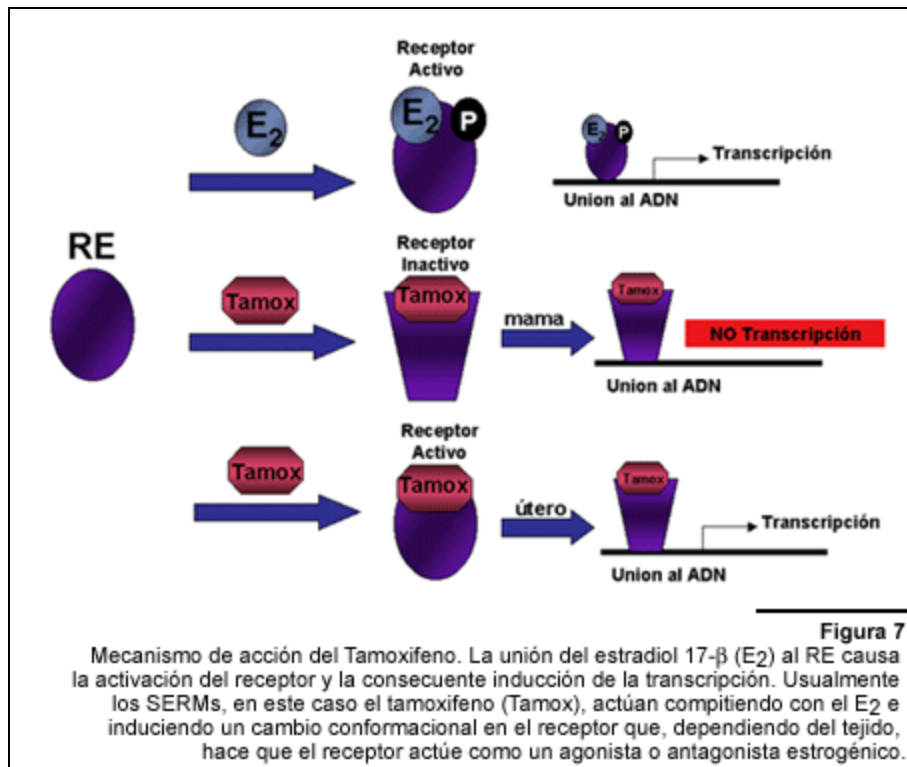 Receptor
Activo
E2
E2
P
E2
P
Transcripción
Union al ADN
RE
Receptor
Inactivo
Tamox
Tamox
mama
Tamox
NO Transcripción
Union al ADN
Receptor
Activo
Tamox
Tamox
útero
Tamox
Transcripción
Union al ADN
Figura 7
Mecanismo de acción del Tamoxifeno. La unión del estradiol 17-β (E2) al RE causa
la activación del receptor y la consecuente inducción de la transcripción. Usualmente
los SERMs, en este caso el tamoxifeno (Tamox), actúan compitiendo con el E2 e
induciendo un cambio conformacional en el receptor que, dependiendo del tejido,
hace que el receptor actúe como un agonista o antagonista estrogénico.